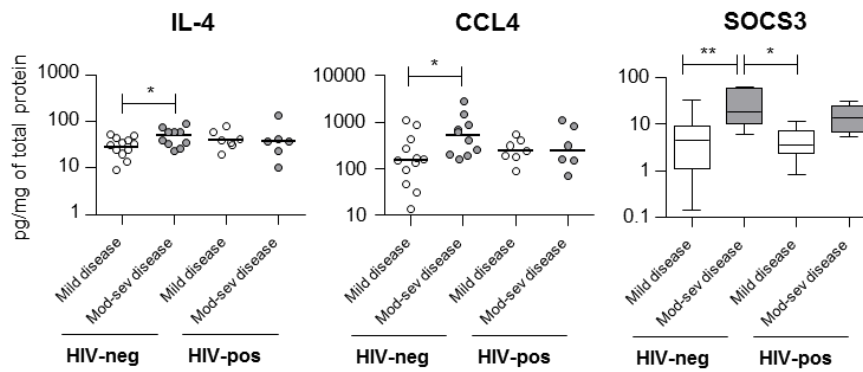 IL-4
CCL4
SOCS3
pg/mg of total protein
1000
100
10
1
*
Mild disease
Mod-sev disease
Mild disease
Mod-sev disease
HIV-neg
HIV-pos
10000
1000
100
10
*
Mild disease
Mod-sev disease
Mild disease
Mod-sev disease
HIV-neg
HIV-pos
100
10
1
0.1
**
*
Mild disease
Mod-sev disease
Mild disease
Mod-sev disease
HIV-neg
HIV-pos